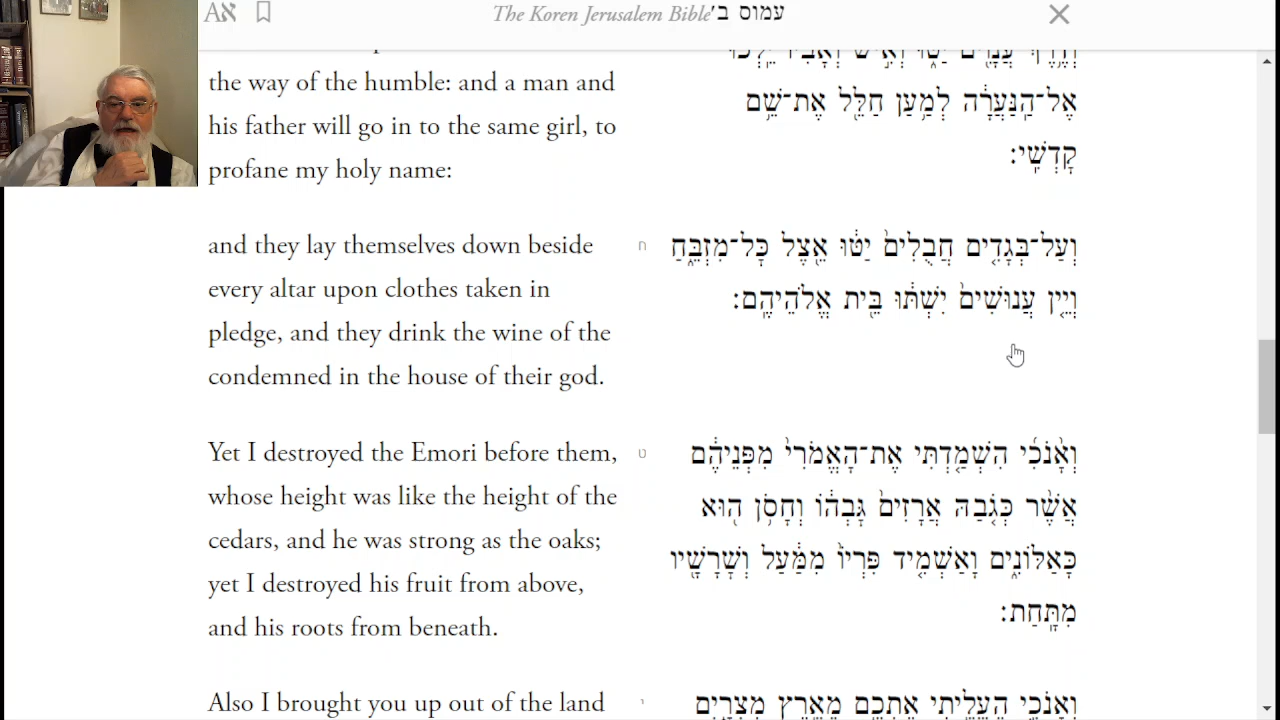 The Koren Jerusalem Bible עמוס ב׳
the way of the humble: and a man and
his father will go in to the same girl, to
profane my holy name:
אֶל־הַֽנַּעֲרָ֔ה לְמַ֥עַן חַלֵּ֖ל אֶת־שֵׁ֥ם
קׇדְשִֽׁי׃
and they lay themselves down beside
every altar upon clothes taken in
pledge, and they drink the wine of the
condemned in the house of their god.
ח
וְעַל־בְּגָדִ֤ים חֲבֻלִים֙ יַטּ֔וּ אֵ֖צֶל כׇּל־מִזְבֵּ֑חַ
וְיֵ֤ין עֲנוּשִׁים֙ יִשְׁתּ֔וּ בֵּ֖ית אֱלֹהֵיהֶֽם׃
Yet I destroyed the Emori before them,
whose height was like the height of the
cedars, and he was strong as the oaks;
yet I destroyed his fruit from above,
and his roots from beneath.
ט
וְאָ֨נֹכִ֜י הִשְׁמַ֤דְתִּי אֶת־הָֽאֱמֹרִי֙ מִפְּנֵיהֶ֔ם
אֲשֶׁ֨ר כְּגֹ֤בַהּ אֲרָזִים֙ גׇּבְה֔וֹ וְחָסֹ֥ן ה֖וּא
כָּֽאַלּוֹנִ֑ים וָאַשְׁמִ֤יד פִּרְיוֹ֙ מִמַּ֔עַל וְשׇׁרָשָׁ֖יו
מִתָּֽחַת׃
Also I brought you up out of the land
י
וְאָנֹכִ֛י הֶעֱלֵ֥יתִי אֶתְכֶ֖ם מֵאֶ֣רֶץ מִצְרָ֑יִם